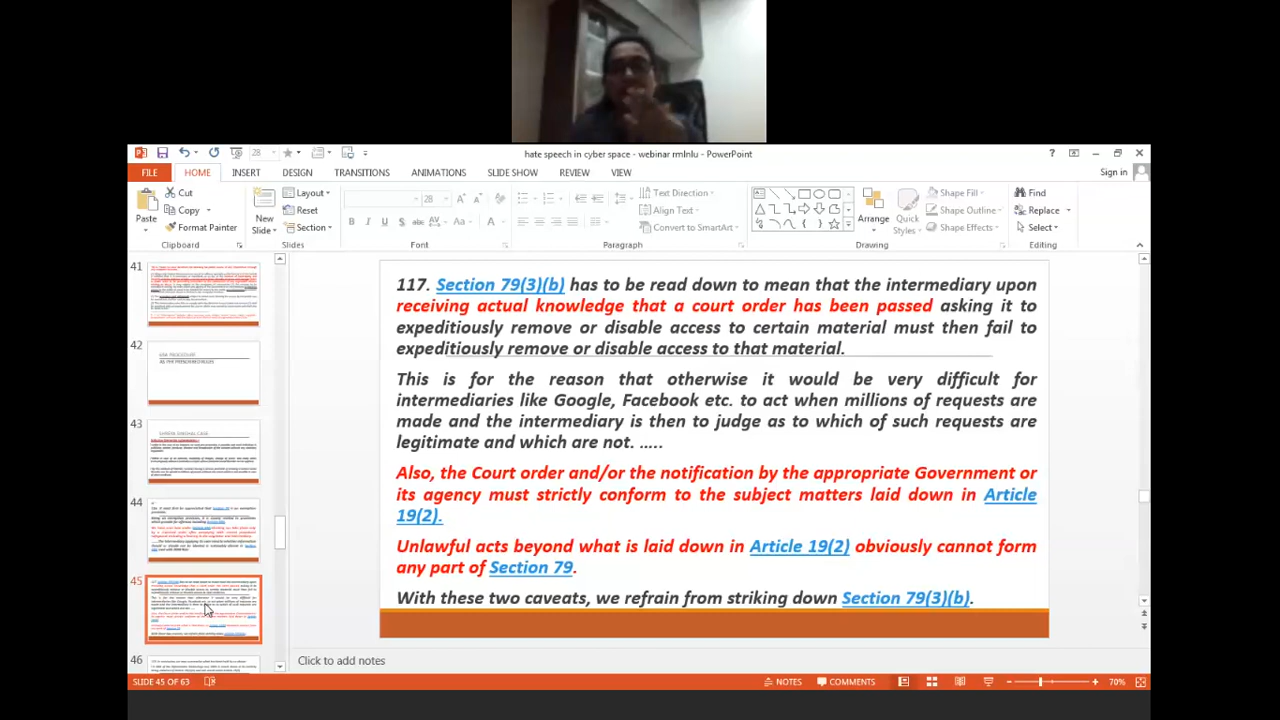 hate speech in cyber space - webinar rmlnlu - PowerPoint
28
FILE HOME INSERT DESIGN TRANSITIONS ANIMATIONS SLIDE SHOW REVIEW VIEW Sign in
Paste
Cut
Copy
Format Painter
Clipboard
New Slide
Layout
Reset
Section
Slides
28
Font
Text Direction
Align Text
Convert to SmartArt
Paragraph
Arrange
Quick Styles
Shape Fill
Shape Outline
Shape Effects
Drawing
Find
Replace
Select
Editing
41
42
43
44
45
46
117. Section 79(3)(b) has to be read down to mean that the intermediary upon
receiving actual knowledge that a court order has been passed asking it to
expeditiously remove or disable access to certain material must then fail to
expeditiously remove or disable access to that material.
This is for the reason that otherwise it would be very difficult for
intermediaries like Google, Facebook etc. to act when millions of requests are
made and the intermediary is then to judge as to which of such requests are
legitimate and which are not. .....
Also, the Court order and/or the notification by the appropriate Government or
its agency must strictly conform to the subject matters laid down in Article
19(2).
Unlawful acts beyond what is laid down in Article 19(2) obviously cannot form
any part of Section 79.
With these two caveats, we refrain from striking down Section 79(3)(b).
Click to add notes
SLIDE 45 OF 63 NOTES COMMENTS 70%